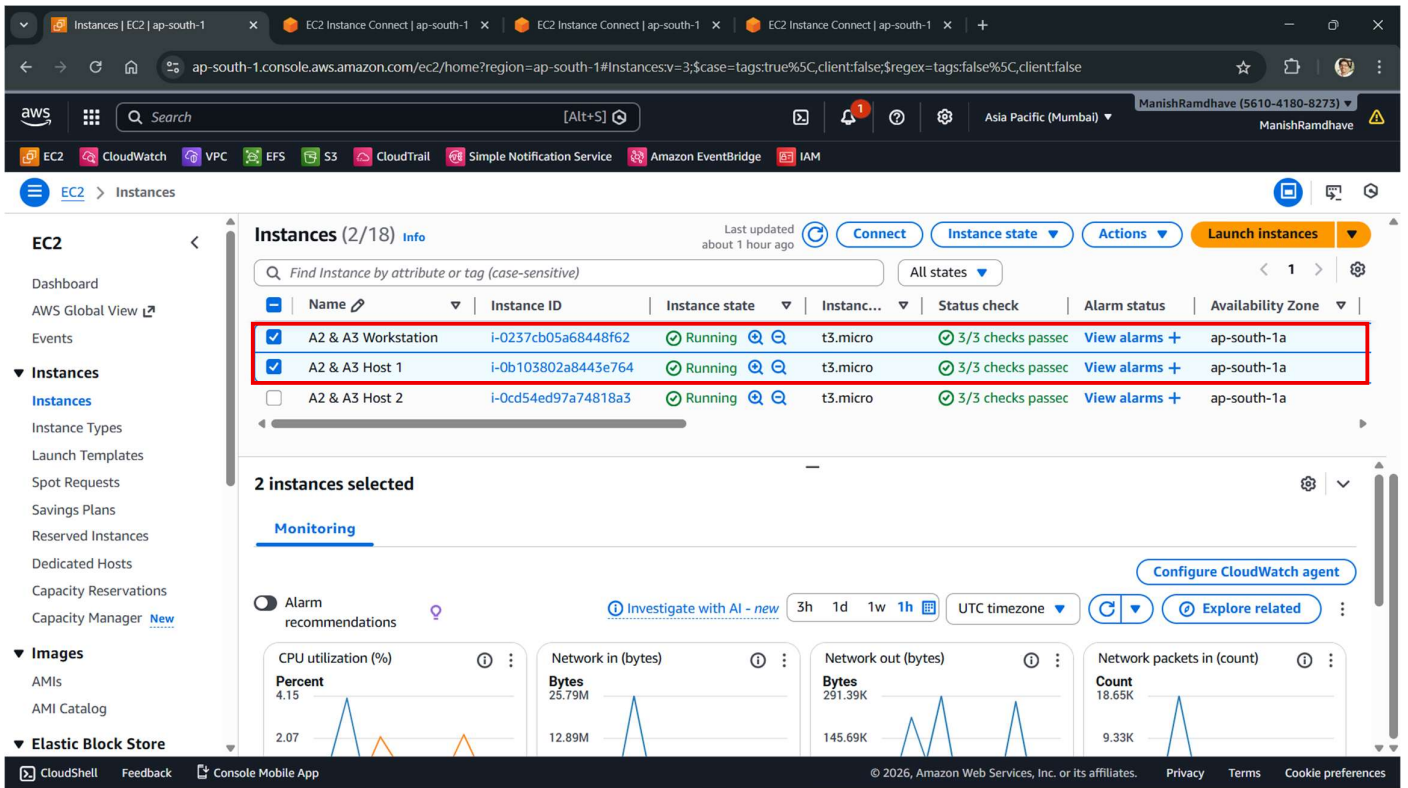 Instances | EC2 | ap-south-1
EC2 Instance Connect | ap-south-1
EC2 Instance Connect | ap-south-1
EC2 Instance Connect | ap-south-1
ap-south-1.console.aws.amazon.com/ec2/home?region=ap-south-1#Instances:v=3;$case=tags:true%5C,client:false;$regex=tags:false%5C,client:false
aws
Search [Alt+S]
1
Asia Pacific (Mumbai)
ManishRamdhave (5610-4180-8273)
ManishRamdhave
EC2 CloudWatch VPC EFS S3 CloudTrail Simple Notification Service Amazon EventBridge IAM
EC2 > Instances
EC2
Dashboard
AWS Global View
Events
Instances
Instances
Instance Types
Launch Templates
Spot Requests
Savings Plans
Reserved Instances
Dedicated Hosts
Capacity Reservations
Capacity Manager New
Images
AMIs
AMI Catalog
Elastic Block Store
Instances (2/18) Info
Last updated
about 1 hour ago
Connect Instance state Actions Launch instances
Find Instance by attribute or tag (case-sensitive)
All states
1
Name Instance ID Instance state Instanc... Status check Alarm status Availability Zone
A2 & A3 Workstation i-0237cb05a68448f62 Running t3.micro 3/3 checks passec View alarms + ap-south-1a
A2 & A3 Host 1 i-0b103802a8443e764 Running t3.micro 3/3 checks passec View alarms + ap-south-1a
A2 & A3 Host 2 i-0cd54ed97a74818a3 Running t3.micro 3/3 checks passec View alarms + ap-south-1a
2 instances selected
Monitoring
Configure CloudWatch agent
Alarm
recommendations
Investigate with AI - new
3h 1d 1w 1h
UTC timezone
Explore related
CPU utilization (%)
Percent
4.15
2.07
Network in (bytes)
Bytes
25.79M
12.89M
Network out (bytes)
Bytes
291.39K
145.69K
Network packets in (count)
Count
18.65K
9.33K
CloudShell Feedback Console Mobile App
© 2026, Amazon Web Services, Inc. or its affiliates. Privacy Terms Cookie preferences